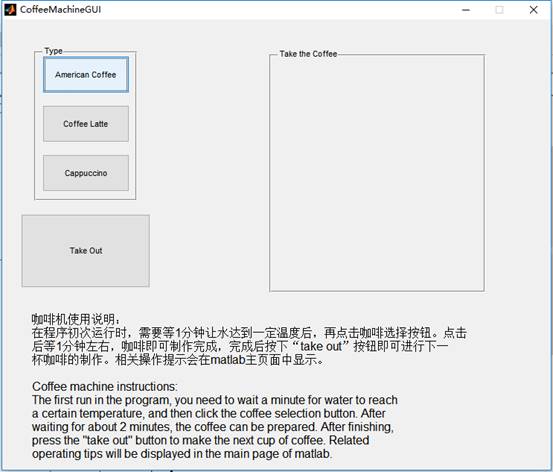 CoffeeMachineGUI
Type
Take the Coffee
American Coffee
Coffee Latte
Cappuccino
Take Out
咖啡机使用说明：
在程序初次运行时，需要等1分钟让水达到一定温度后，再点击咖啡选择按钮。点击
后等1分钟左右，咖啡即可制作完成，完成后按下“take out”按钮即可进行下一
杯咖啡的制作。相关操作提示会在matlab主页面中显示。
Coffee machine instructions:
The first run in the program, you need to wait a minute for water to reach
a certain temperature, and then click the coffee selection button. After
waiting for about 2 minutes, the coffee can be prepared. After finishing,
press the "take out" button to make the next cup of coffee. Related
operating tips will be displayed in the main page of matlab.